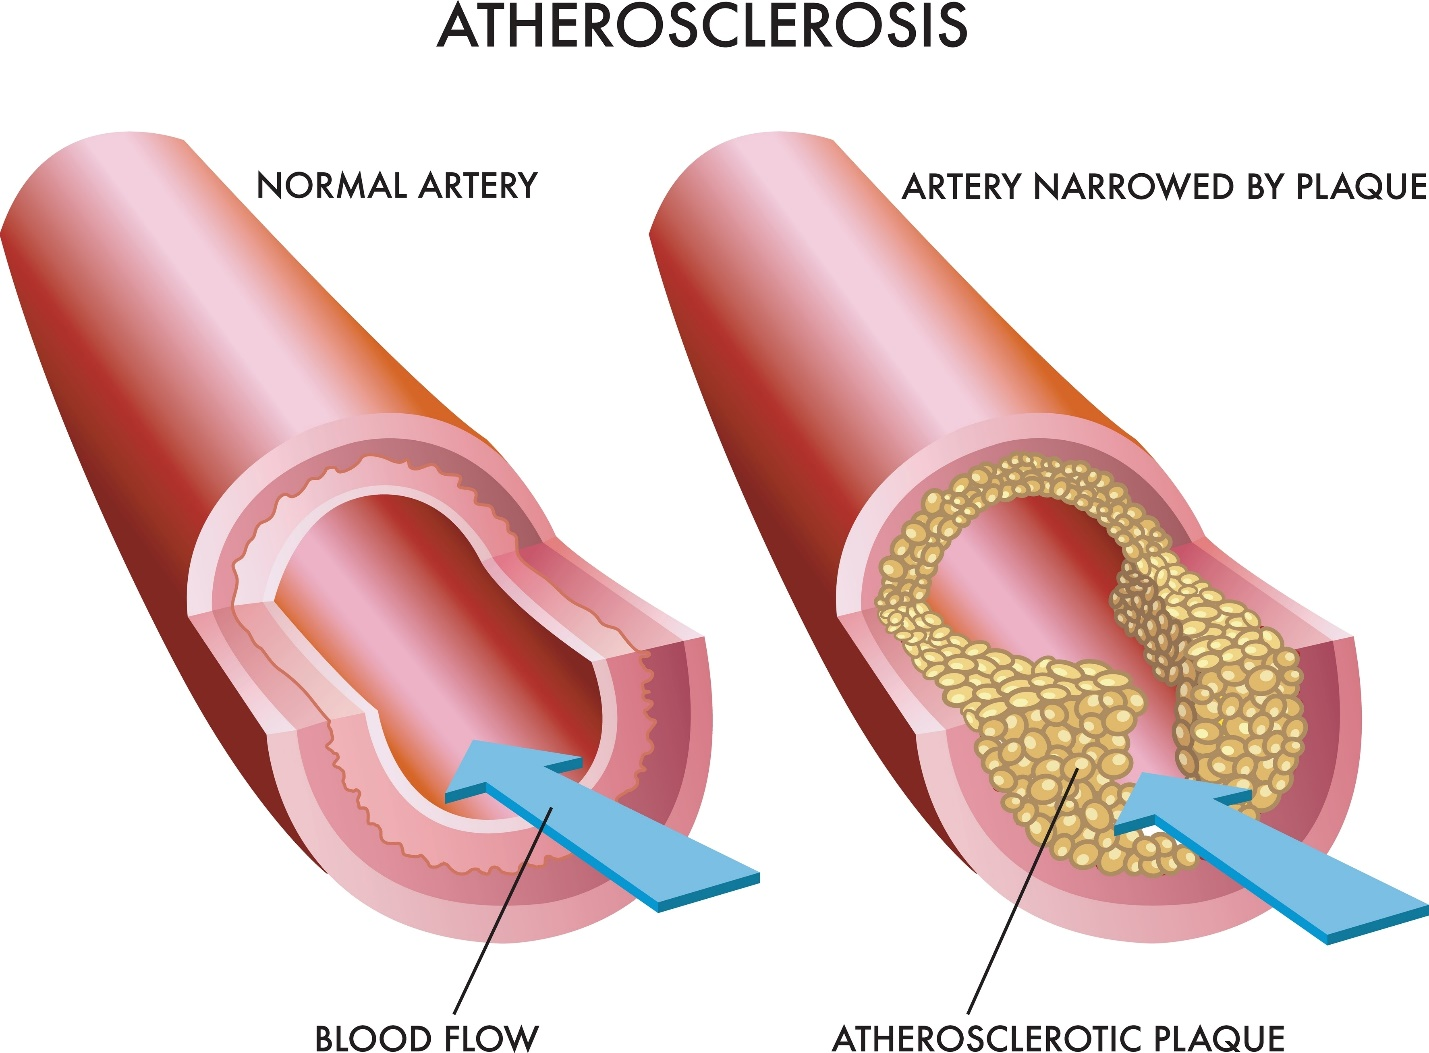 ATHEROSCLEROSIS
NORMAL ARTERY
ARTERY NARROWED BY PLAQUE
BLOOD FLOW
ATHEROSCLEROTIC PLAQUE